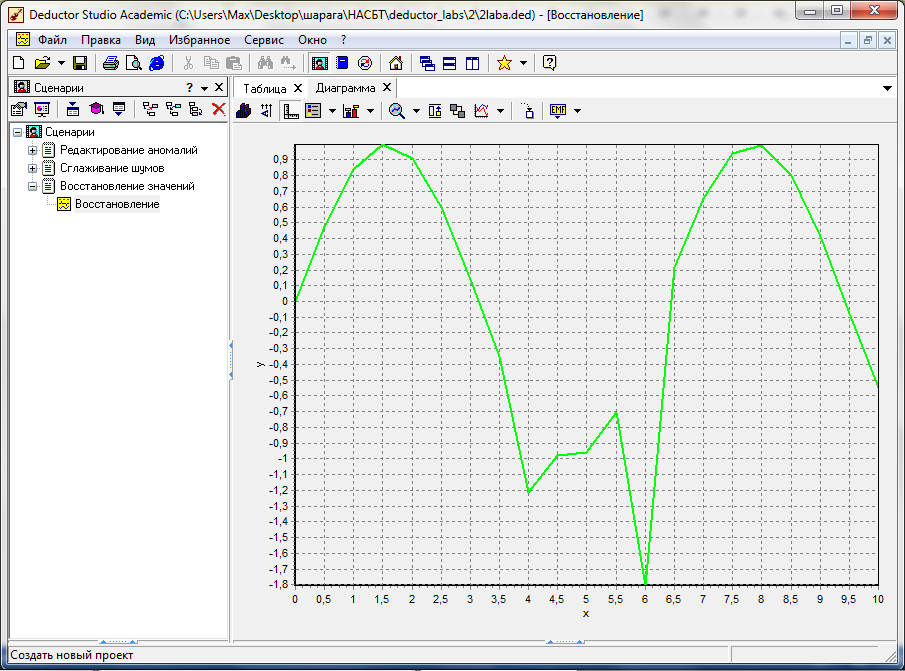 Deductor Studio Academic (C:\Users\Max\Desktop\шарага\НАСБТ\deductor_labs\2\2laba.ded) - [Восстановление]
Файл Правка Вид Избранное Сервис Окно ?
Сценарии ?
Таблица Диаграмма
Сценарии
Редактирование аномалий
Сглаживание шумов
Восстановление значений
Восстановление
EMF
0,9
0,8
0,7
0,6
0,5
0,4
0,3
0,2
0,1
0
-0,1
-0,2
-0,3
-0,4
-0,5
-0,6
-0,7
-0,8
-0,9
-1
-1,1
-1,2
-1,3
-1,4
-1,5
-1,6
-1,7
-1,8
y
0 0,5 1 1,5 2 2,5 3 3,5 4 4,5 5 5,5 6 6,5 7 7,5 8 8,5 9 9,5 10
x
Создать новый проект